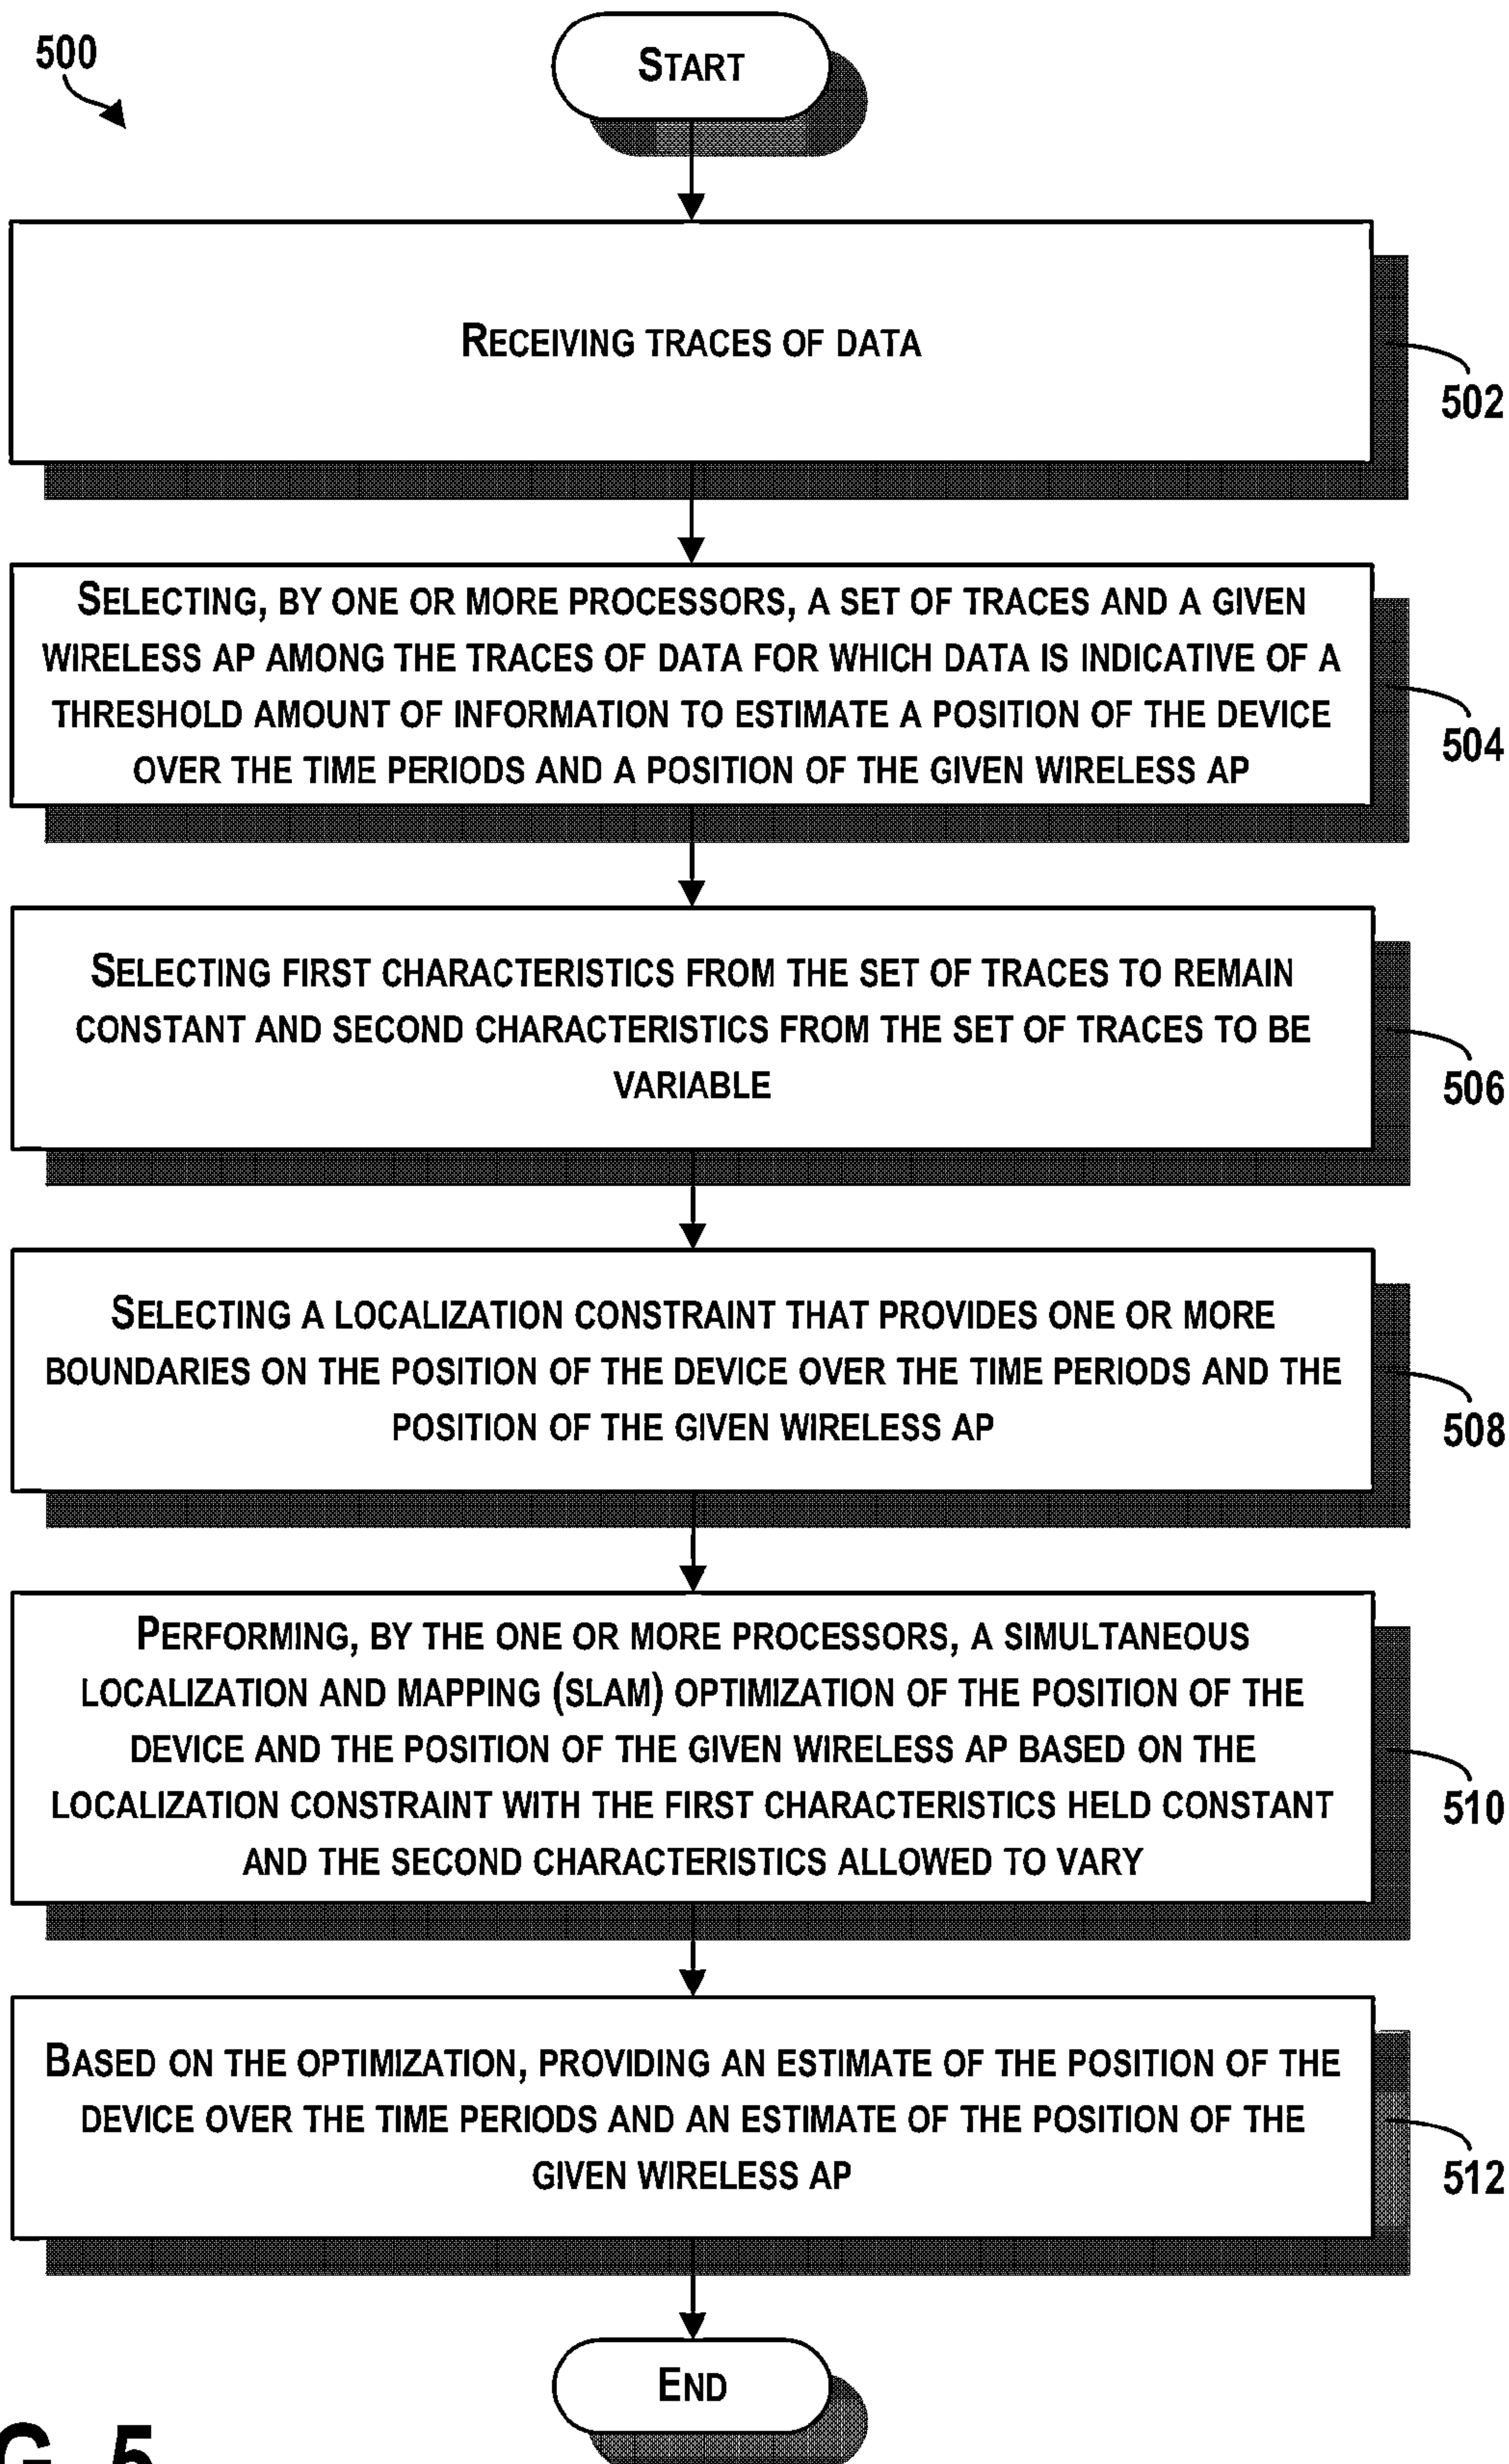 500
START
RECEIVING TRACES OF DATA
502
SELECTING, BY ONE OR MORE PROCESSORS, A SET OF TRACES AND A GIVEN
WIRELESS AP AMONG THE TRACES OF DATA FOR WHICH DATA IS INDICATIVE OF A
THRESHOLD AMOUNT OF INFORMATION TO ESTIMATE A POSITION OF THE DEVICE
OVER THE TIME PERIODS AND A POSITION OF THE GIVEN WIRELESS AP
504
SELECTING FIRST CHARACTERISTICS FROM THE SET OF TRACES TO REMAIN
CONSTANT AND SECOND CHARACTERISTICS FROM THE SET OF TRACES TO BE
VARIABLE
506
SELECTING A LOCALIZATION CONSTRAINT THAT PROVIDES ONE OR MORE
BOUNDARIES ON THE POSITION OF THE DEVICE OVER THE TIME PERIODS AND THE
POSITION OF THE GIVEN WIRELESS AP
508
PERFORMING, BY THE ONE OR MORE PROCESSORS, A SIMULTANEOUS
LOCALIZATION AND MAPPING (SLAM) OPTIMIZATION OF THE POSITION OF THE
DEVICE AND THE POSITION OF THE GIVEN WIRELESS AP BASED ON THE
LOCALIZATION CONSTRAINT WITH THE FIRST CHARACTERISTICS HELD CONSTANT
AND THE SECOND CHARACTERISTICS ALLOWED TO VARY
510
BASED ON THE OPTIMIZATION, PROVIDING AN ESTIMATE OF THE POSITION OF THE
DEVICE OVER THE TIME PERIODS AND AN ESTIMATE OF THE POSITION OF THE
GIVEN WIRELESS AP
512
END
G. 5